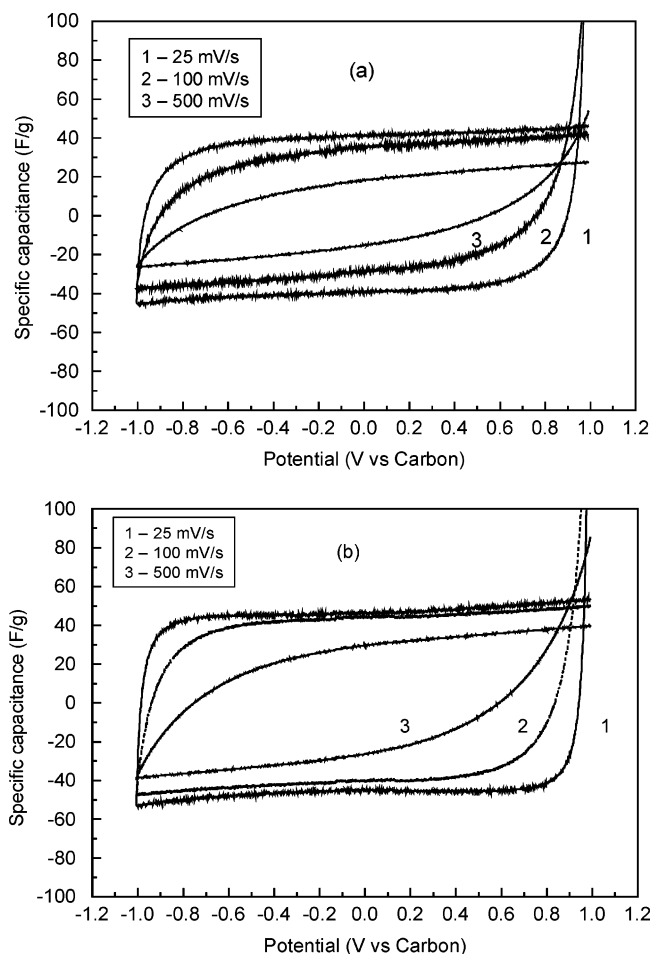 100
80
60
40
20
0
-20
-40
-60
-80
-100
Specific capacitance (F/g)
1 – 25 mV/s
2 – 100 mV/s
3 – 500 mV/s
(a)
3 2 1
-1.2 -1.0 -0.8 -0.6 -0.4 -0.2 0.0 0.2 0.4 0.6 0.8 1.0 1.2
Potential (V vs Carbon)
100
80
60
40
20
0
-20
-40
-60
-80
-100
Specific capacitance (F/g)
1 – 25 mV/s
2 – 100 mV/s
3 – 500 mV/s
(b)
3 2 1
-1.2 -1.0 -0.8 -0.6 -0.4 -0.2 0.0 0.2 0.4 0.6 0.8 1.0 1.2
Potential (V vs Carbon)